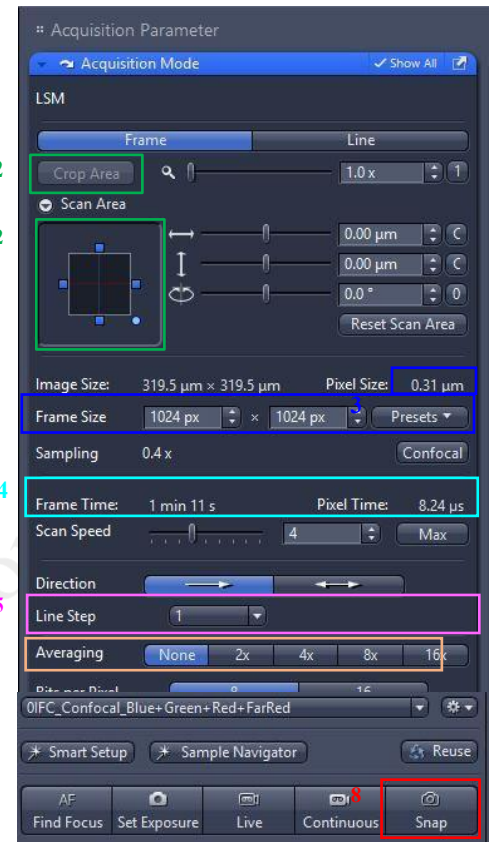 Acquisition Parameter
Acquisition Mode Show All
LSM
Frame Line
2 Crop Area 1.0 x 1
Scan Area
2
0.00 µm C
0.00 µm C
0.0 ° 0
Reset Scan Area
Image Size: 319.5 µm × 319.5 µm Pixel Size: 0.31 µm
Frame Size 1024 px × 1024 px 3 Presets
Sampling 0.4 x Confocal
4
Frame Time: 1 min 11 s Pixel Time: 8.24 µs
Scan Speed 4 Max
Direction
5
Line Step 1
Averaging None 2x 4x 8x 16x
Bits per Pixel 8 16
0IFC_Confocal_Blue+Green+Red+FarRed
Smart Setup Sample Navigator Reuse
AF 8
Find Focus Set Exposure Live Continuous Snap